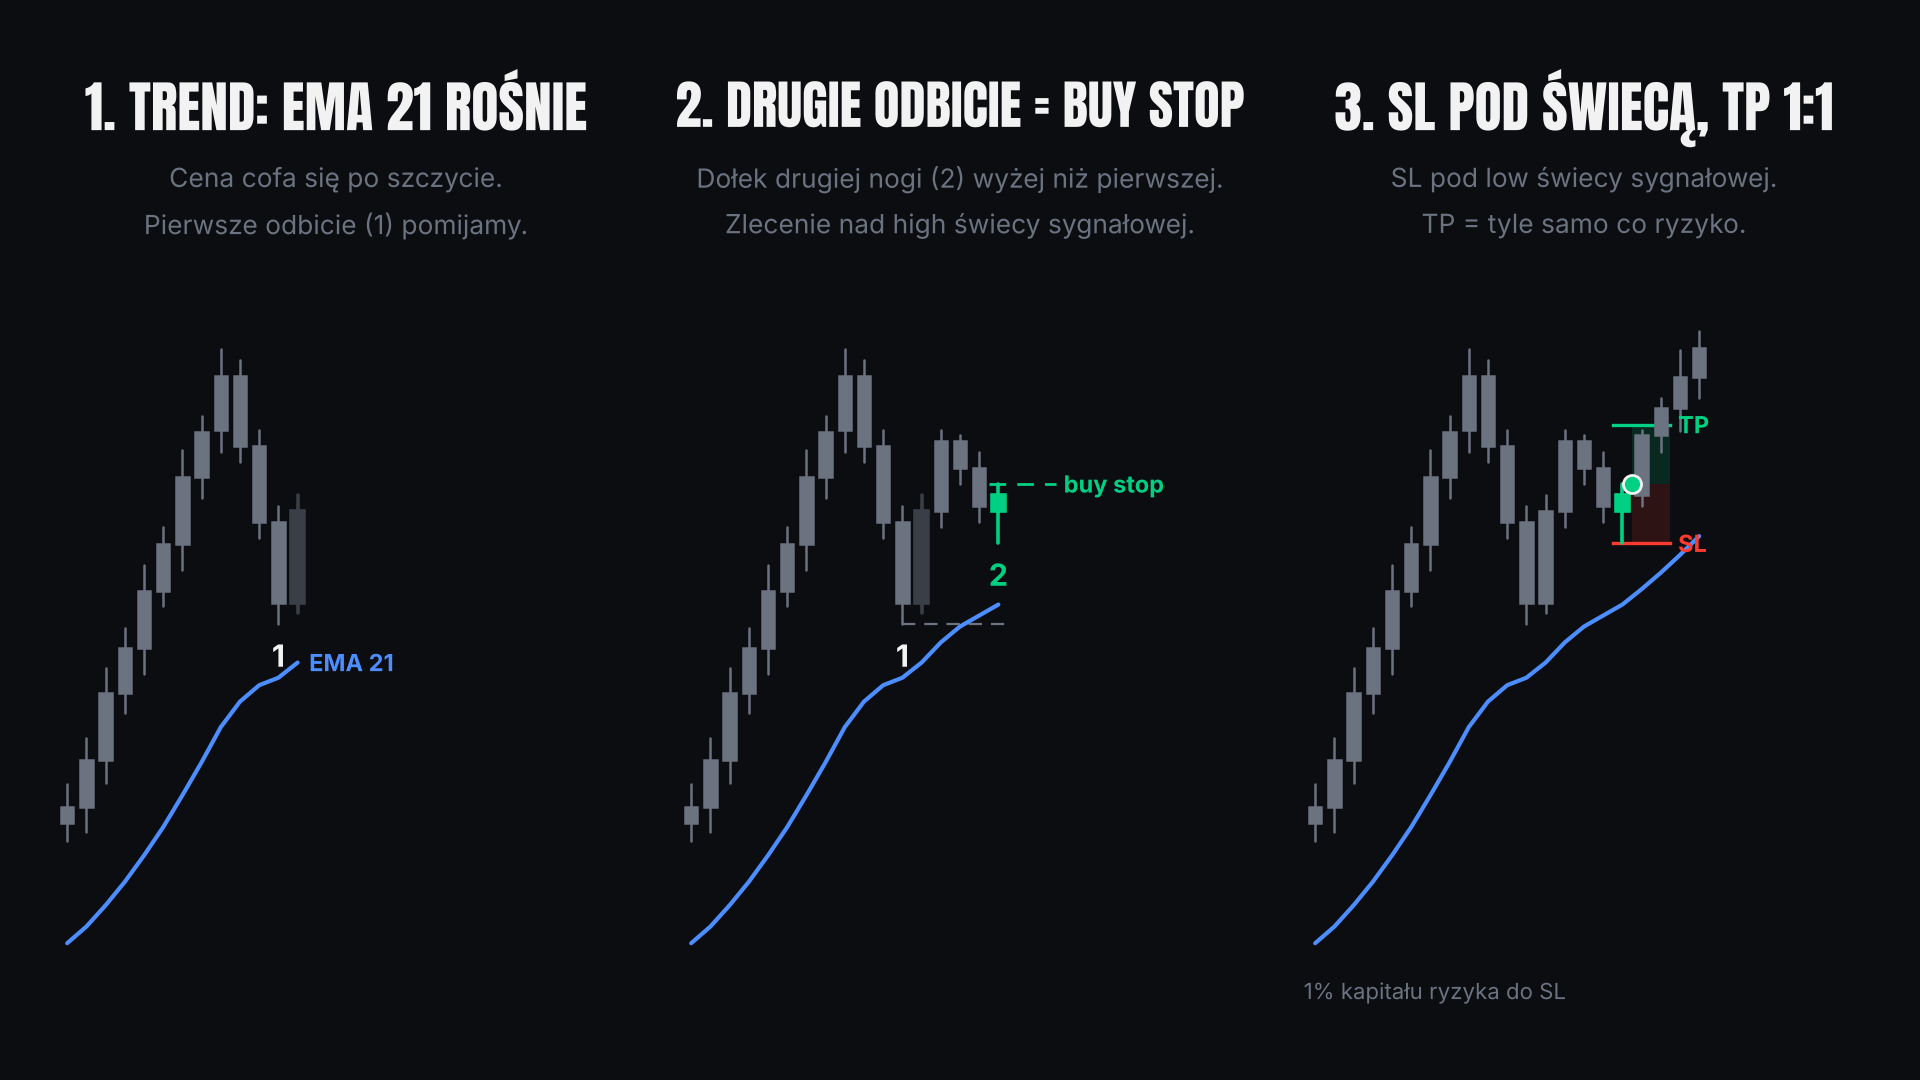 1. TREND: EMA 21 ROŚNIE
Cena cofa się po szczycie.
Pierwsze odbicie (1) pomijamy.
1
EMA 21
2. DRUGIE ODBICIE = BUY STOP
Dołek drugiej nogi (2) wyżej niż pierwszej.
Zlecenie nad high świecy sygnałowej.
buy stop
2
1
3. SL POD ŚWIECĄ, TP 1:1
SL pod low świecy sygnałowej.
TP = tyle samo co ryzyko.
TP
SL
1% kapitału ryzyka do SL